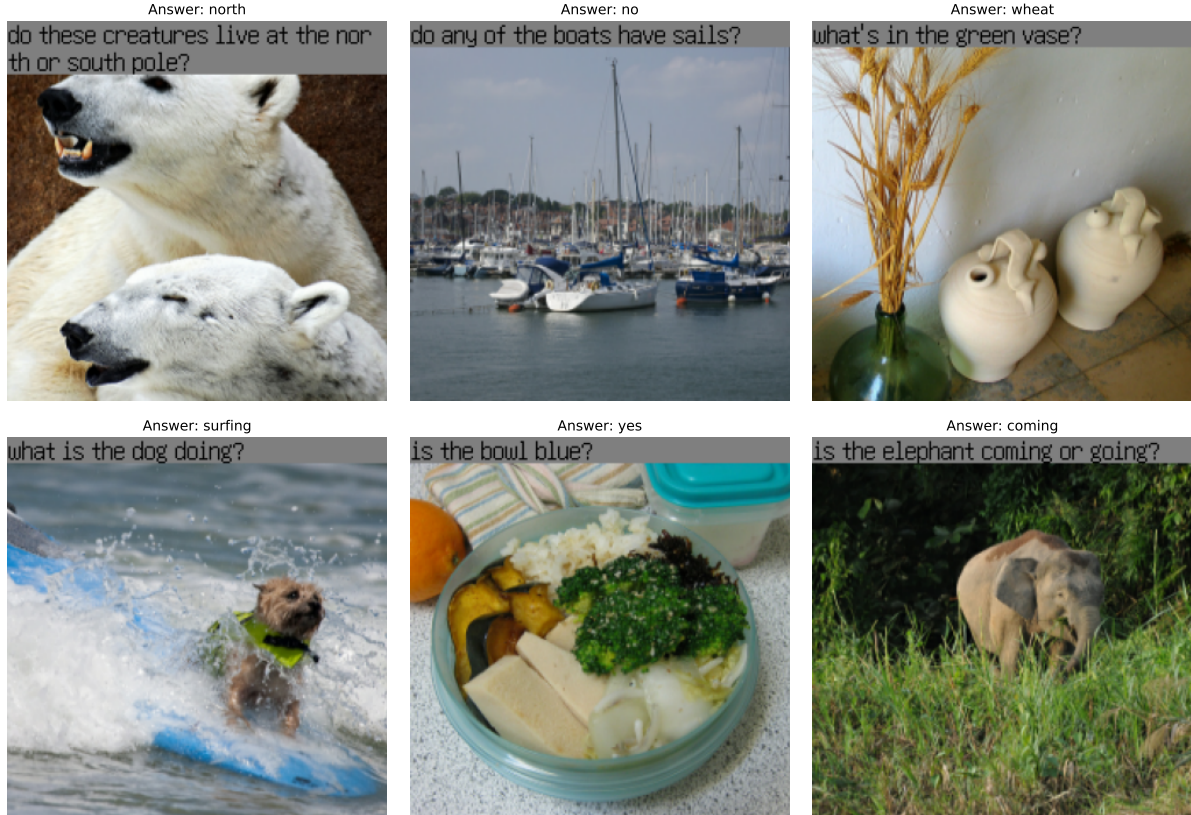 Answer: north
do these creatures live at the nor
th or south pole?
Answer: no
do any of the boats have sails?
Answer: wheat
what's in the green vase?
Answer: surfing
what is the dog doing?
Answer: yes
is the bowl blue?
Answer: coming
is the elephant coming or going?